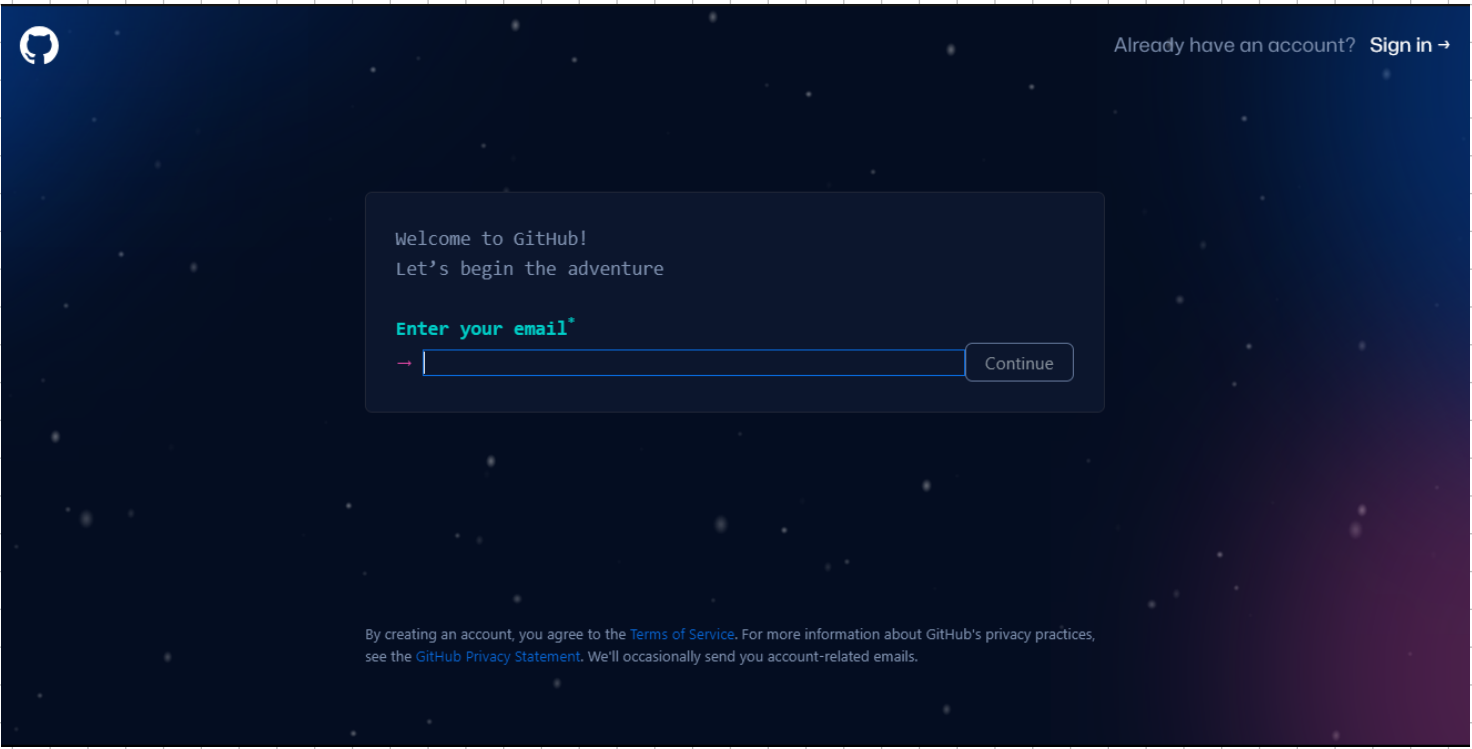 Already have an account? Sign in →
Welcome to GitHub!
Let’s begin the adventure
Enter your email*
→
Continue
By creating an account, you agree to the Terms of Service. For more information about GitHub's privacy practices,
see the GitHub Privacy Statement. We'll occasionally send you account-related emails.